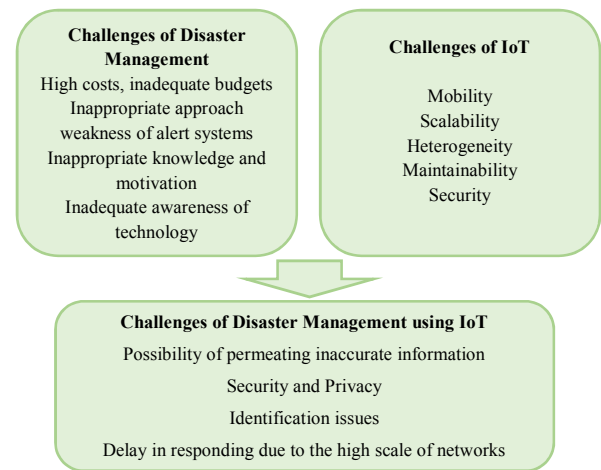 Challenges of Disaster
Management
High costs, inadequate budgets
Inappropriate approach
weakness of alert systems
Inappropriate knowledge and
motivation
Inadequate awareness of
technology
Challenges of IoT
Mobility
Scalability
Heterogeneity
Maintainability
Security
Challenges of Disaster Management using IoT
Possibility of permeating inaccurate information
Security and Privacy
Identification issues
Delay in responding due to the high scale of networks